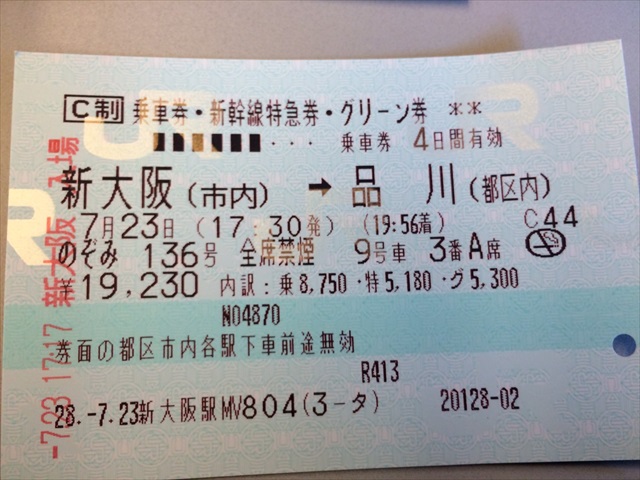 C制 乗車券・新幹線特急券・グリーン券 **
乗車券 4日間有効
新大阪(市内) → 品川(都区内)
7月23日(17:30発)(19:56着) C44
のぞみ 136号 全席禁煙 9号車 3番A席
¥19,230 内訳:乗8,750・特5,180・グ5,300
N04870
券面の都区市内各駅下車前途無効
R413
28.-7.23新大阪駅MV804(3-タ) 20128-02
-7.23 17:17 新大阪 入場